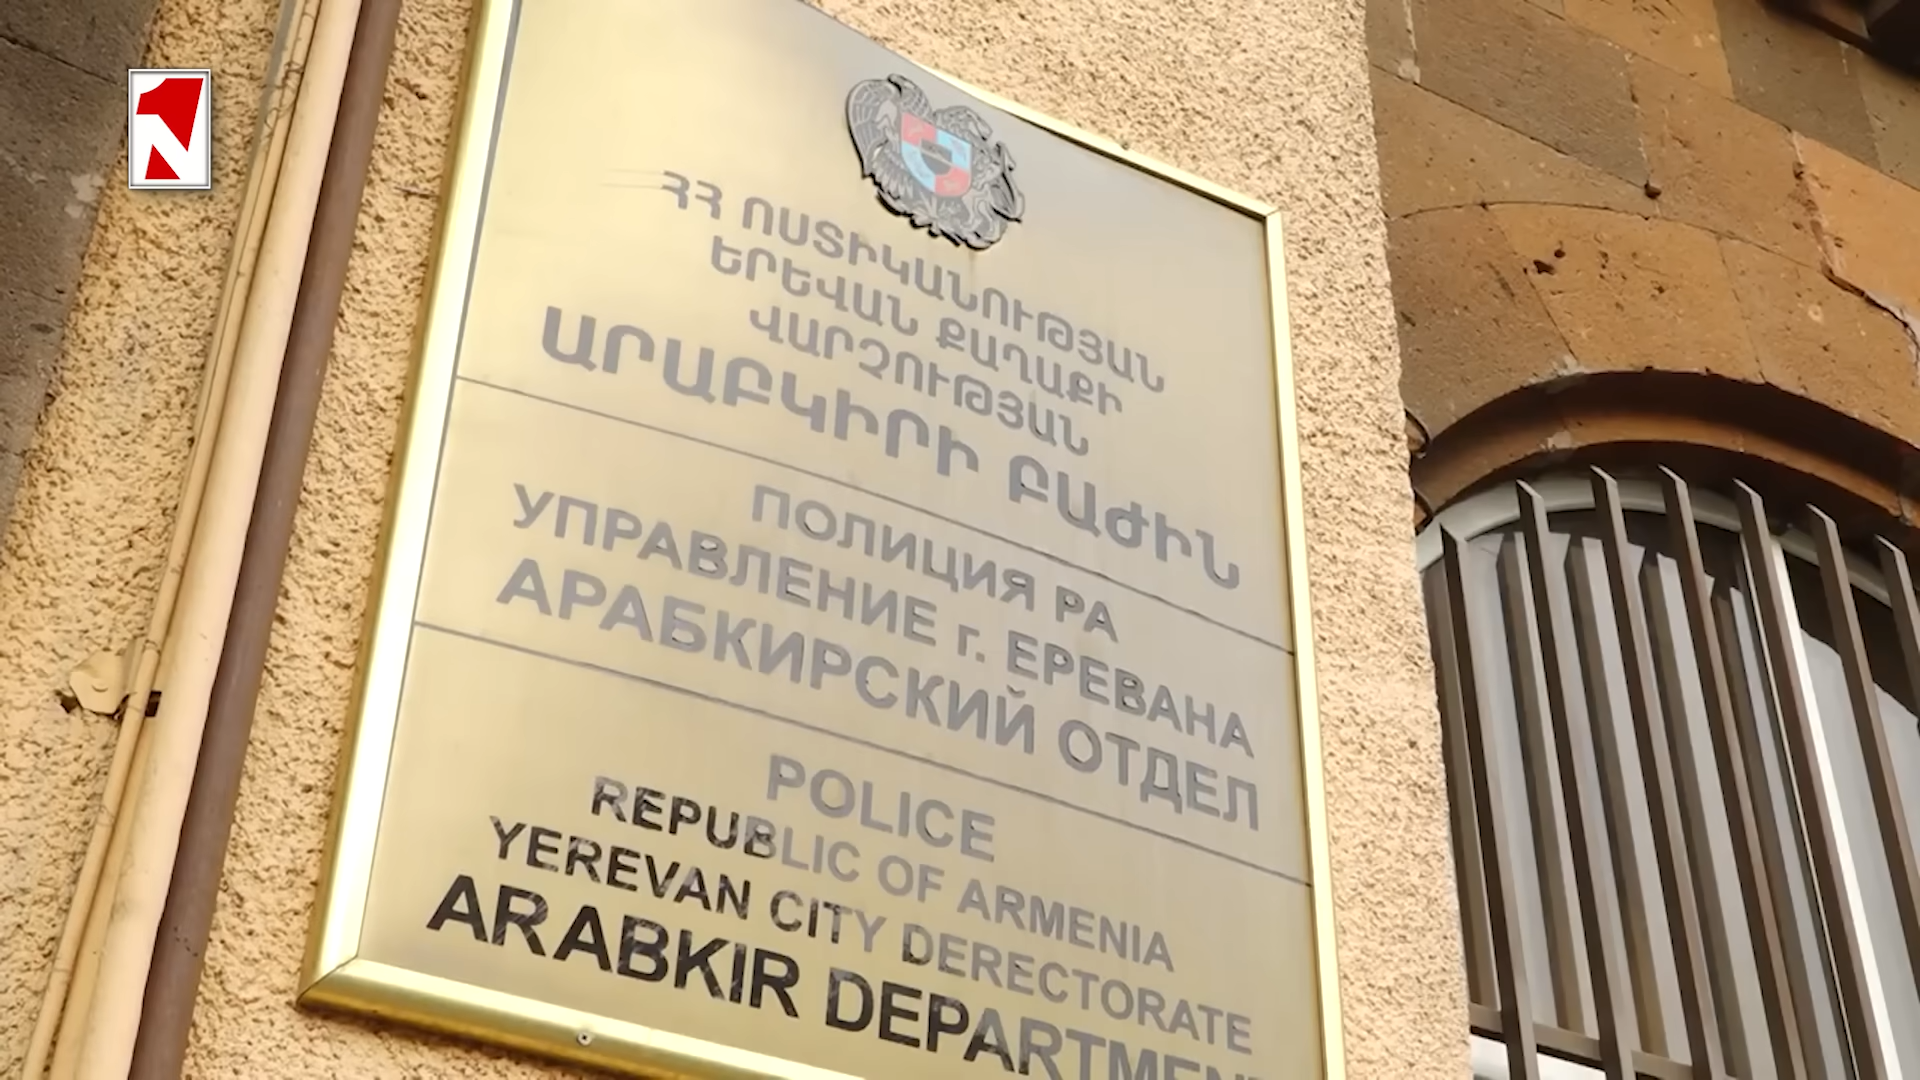 1N
ՀՀ ՈՍՏԻԿԱՆՈՒԹՅԱՆ
ԵՐԵՎԱՆ ՔԱՂԱՔԻ
ՎԱՐՉՈՒԹՅԱՆ
ԱՐԱԲԿԻՐԻ ԲԱԺԻՆ
ПОЛИЦИЯ РА
УПРАВЛЕНИЕ г. ЕРЕВАНА
АРАБКИРСКИЙ ОТДЕЛ
POLICE
REPUBLIC OF ARMENIA
YEREVAN CITY DERECTORATE
ARABKIR DEPARTMENT